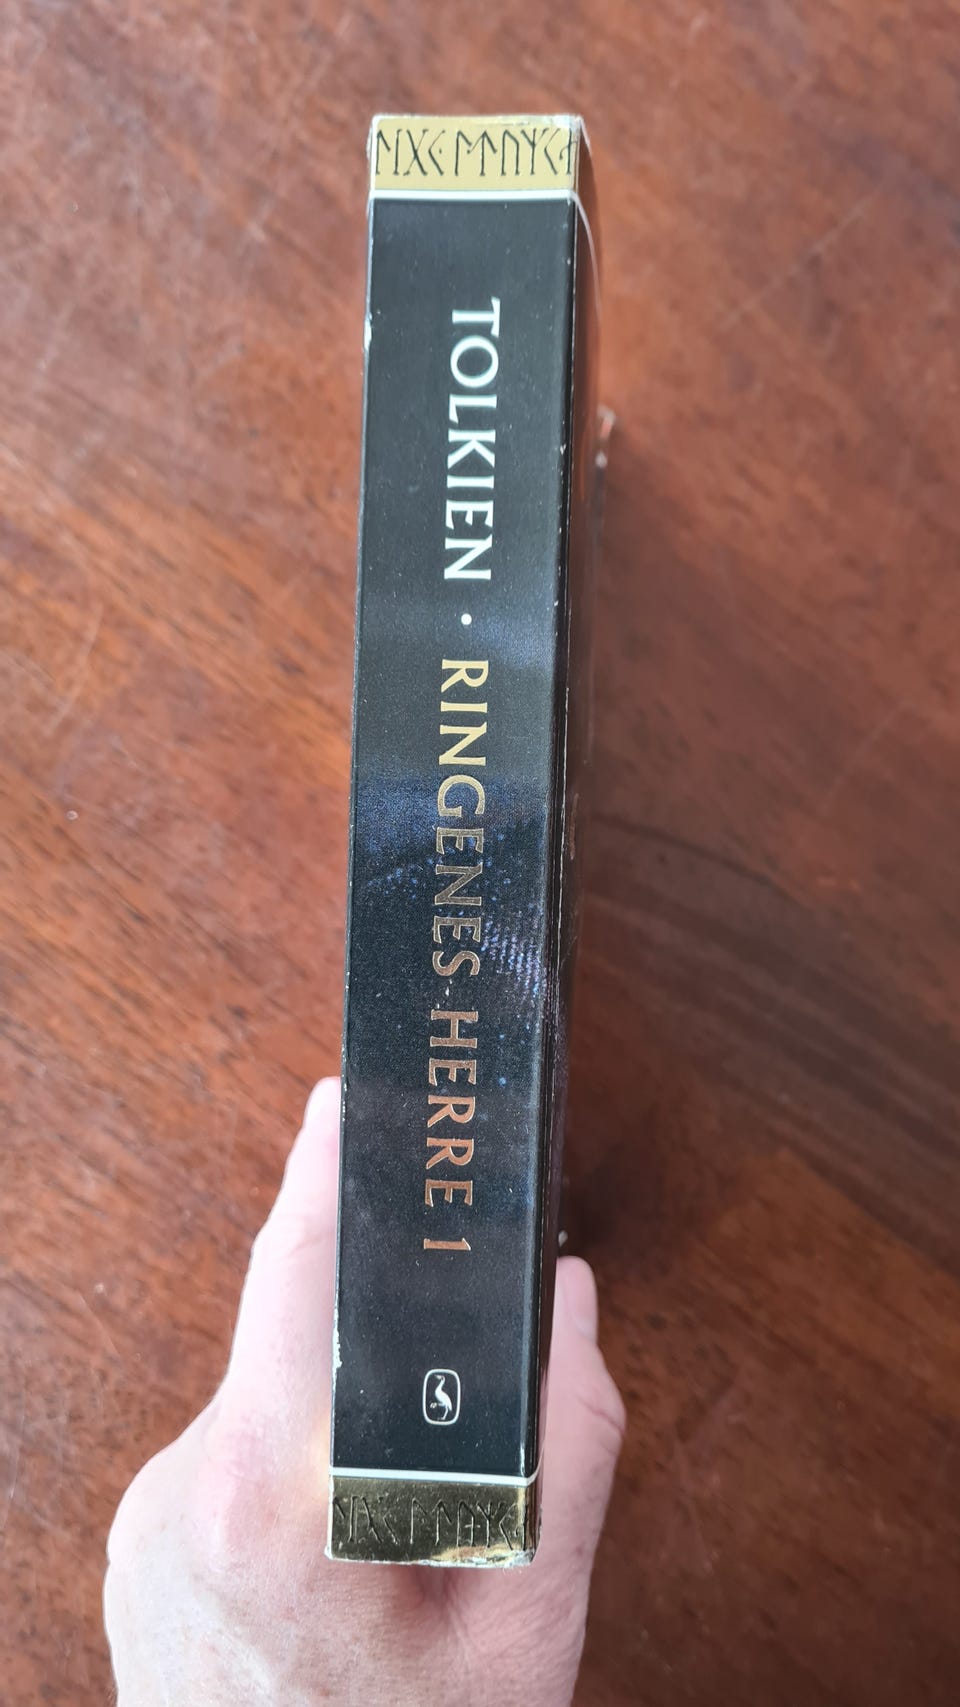 TOLKIEN · RINGENES HERRE 1